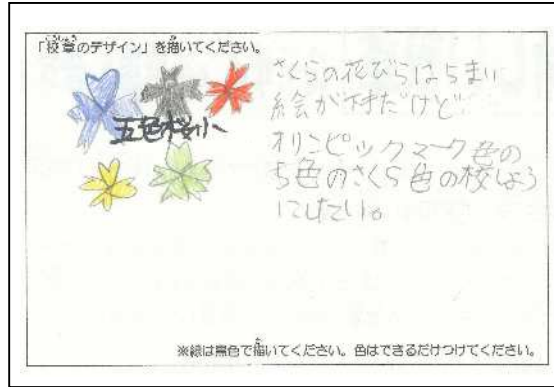 「校章のデザイン」を描いてください。
五色桜小
さくらの花びらは5まい
絵が下手だけど…
オリンピックマーク色の
5色のさくら色の校しょう
にしたい。
※線は黒色で描いてください。色はできるだけつけてください。